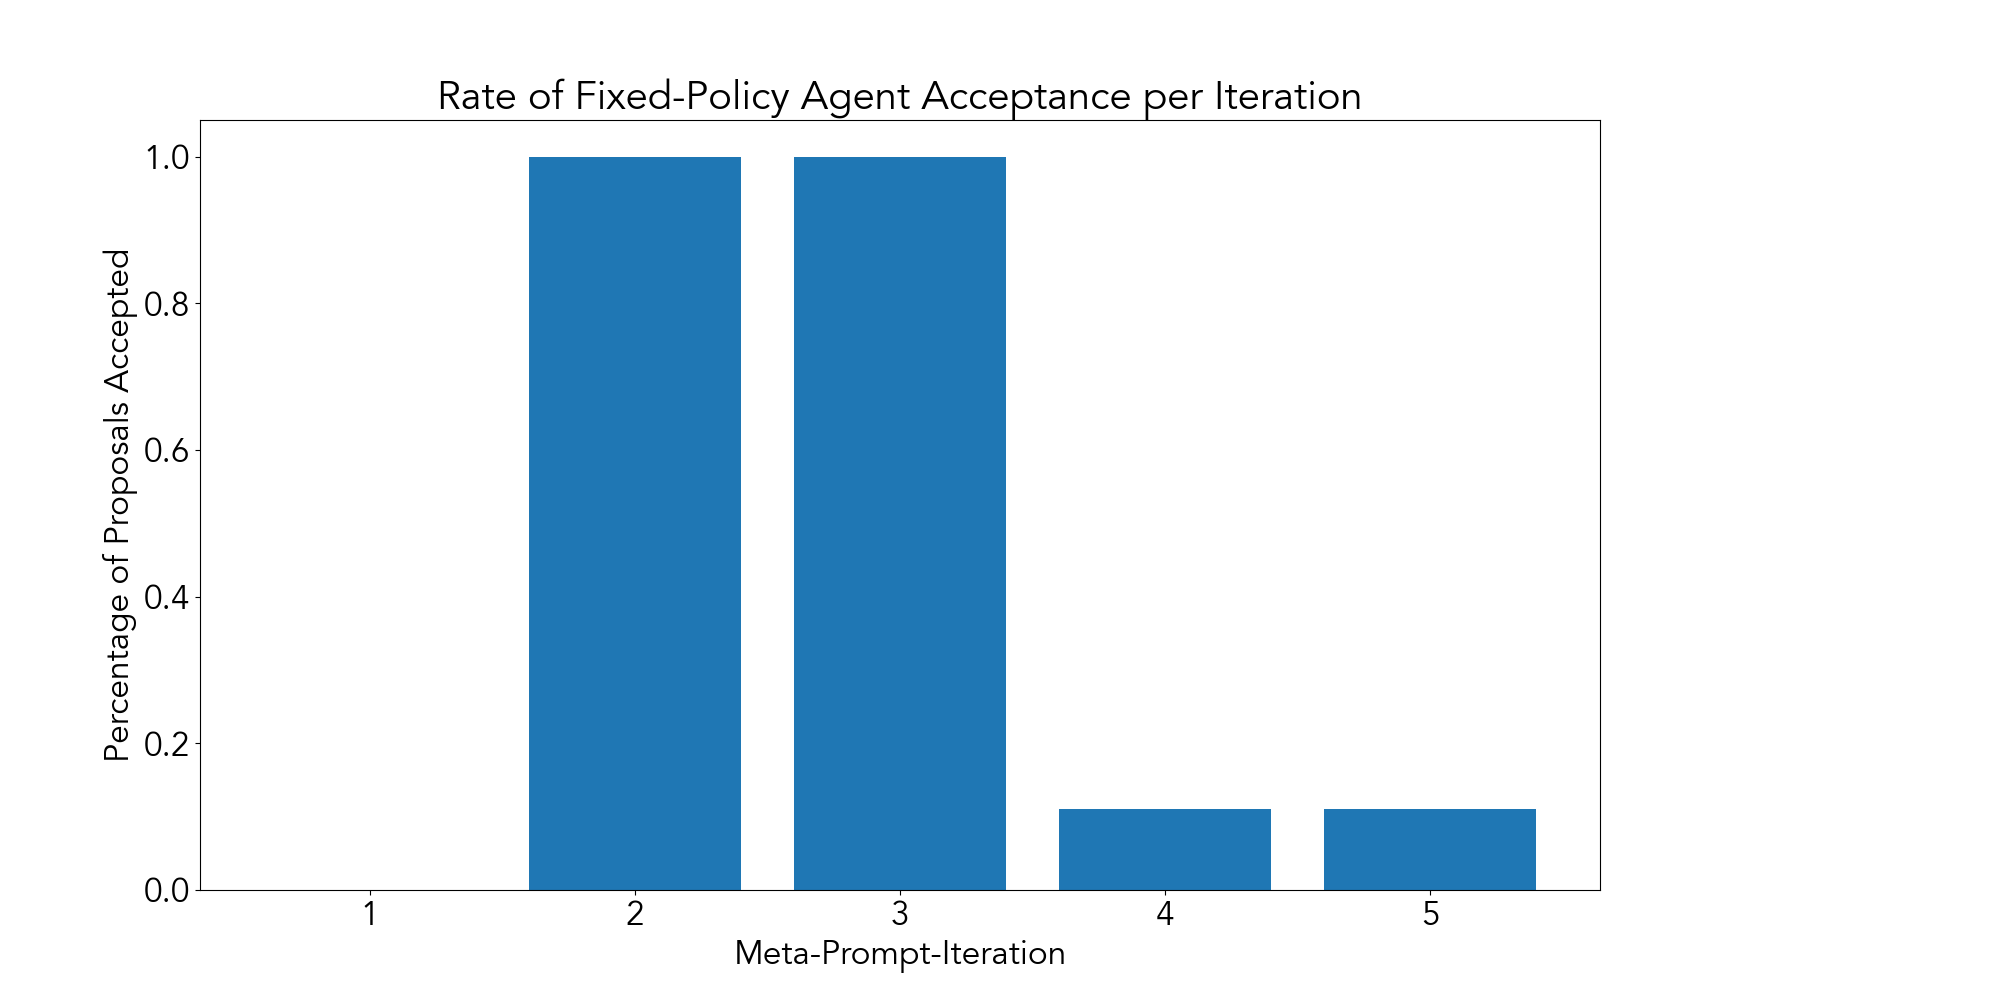 Rate of Fixed-Policy Agent Acceptance per Iteration
Percentage of Proposals Accepted
1.0
0.8
0.6
0.4
0.2
0.0
1 2 3 4 5
Meta-Prompt-Iteration